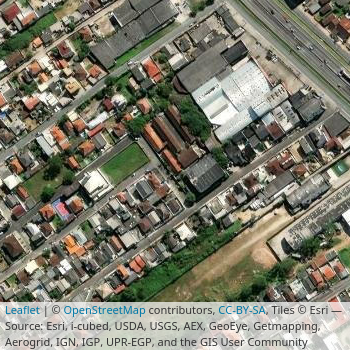 Leaflet | © OpenStreetMap contributors, CC-BY-SA, Tiles © Esri —
Source: Esri, i-cubed, USDA, USGS, AEX, GeoEye, Getmapping,
Aerogrid, IGN, IGP, UPR-EGP, and the GIS User Community